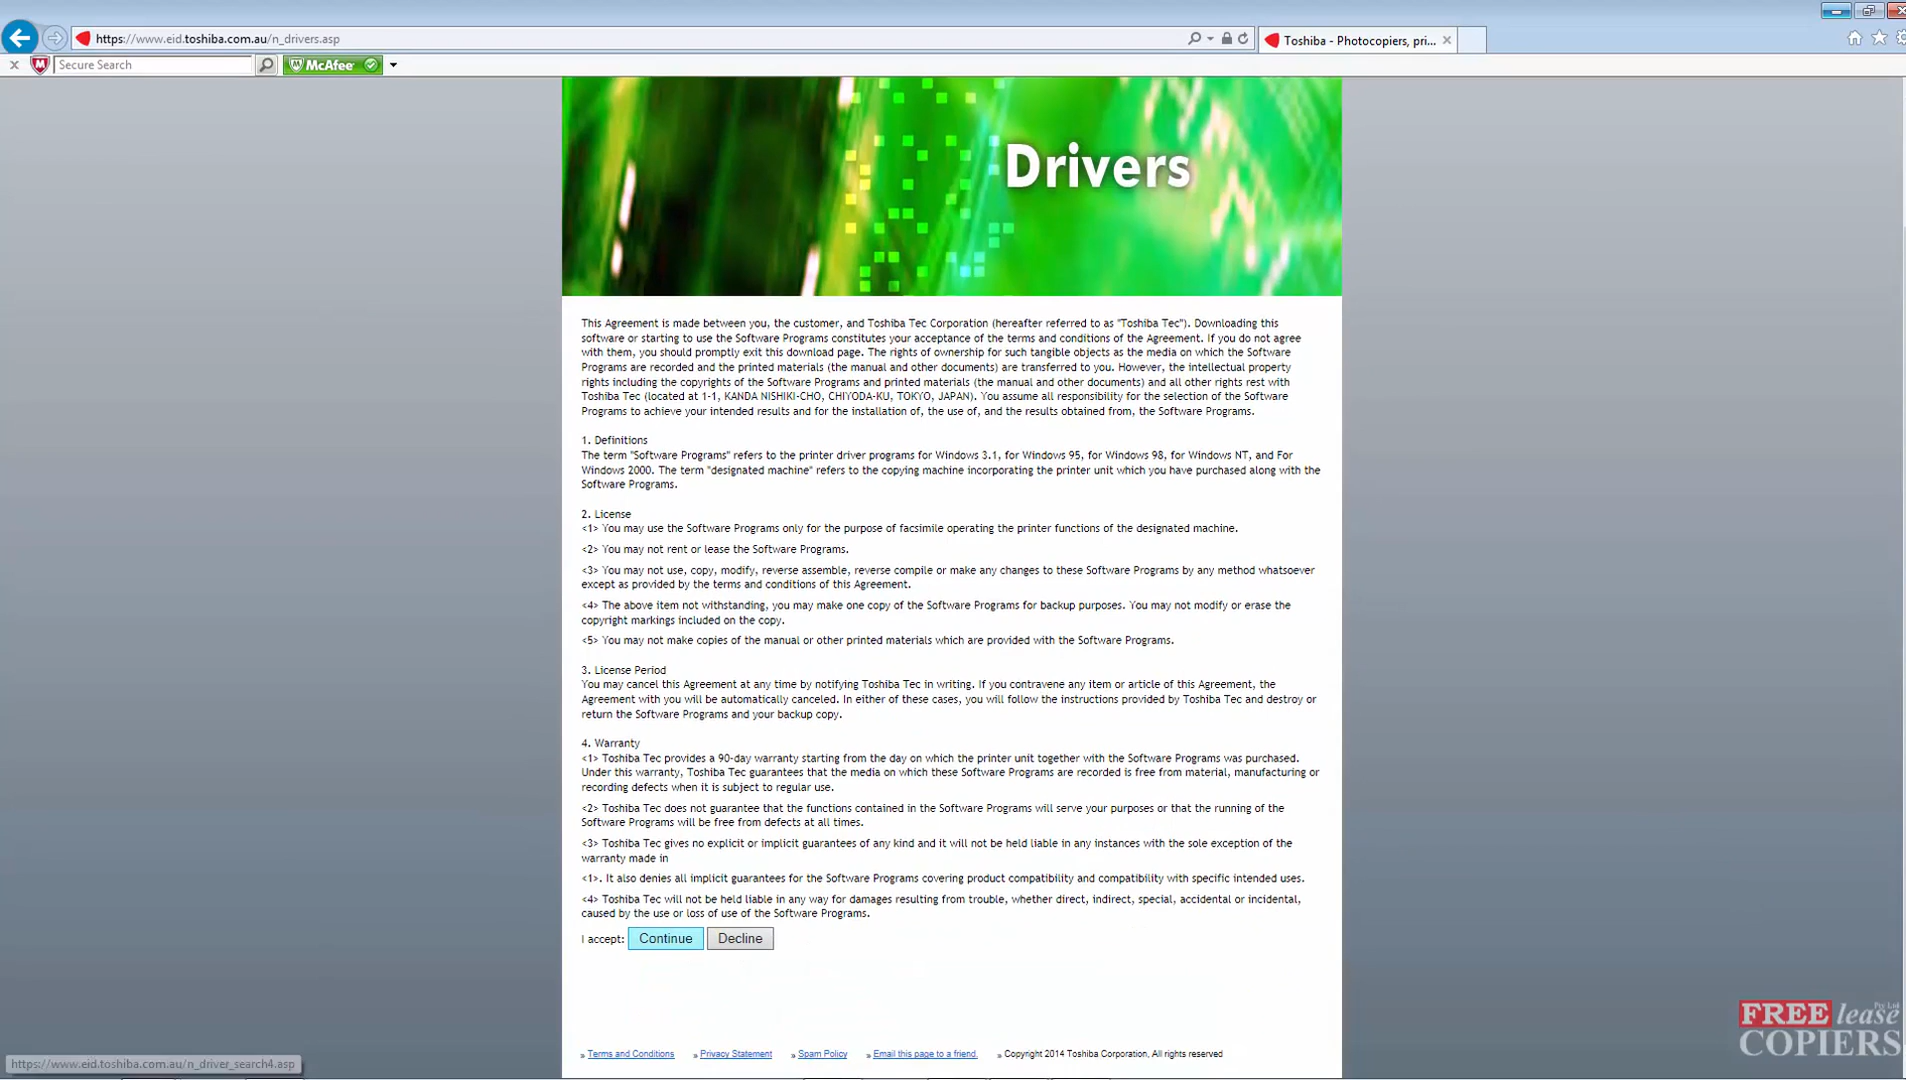 https://www.eid.toshiba.com.au/n_drivers.asp
Toshiba - Photocopiers, pri...
Secure Search
McAfee
Drivers
This Agreement is made between you, the customer, and Toshiba Tec Corporation (hereafter referred to as "Toshiba Tec"). Downloading this
software or starting to use the Software Programs constitutes your acceptance of the terms and conditions of the Agreement. If you do not agree
with them, you should promptly exit this download page. The rights of ownership for such tangible objects as the media on which the Software
Programs are recorded and the printed materials (the manual and other documents) are transferred to you. However, the intellectual property
rights including the copyrights of the Software Programs and printed materials (the manual and other documents) and all other rights rest with
Toshiba Tec (located at 1-1, KANDA NISHIKI-CHO, CHIYODA-KU, TOKYO, JAPAN). You assume all responsibility for the selection of the Software
Programs to achieve your intended results and for the installation of, the use of, and the results obtained from, the Software Programs.
1. Definitions
The term "Software Programs" refers to the printer driver programs for Windows 3.1, for Windows 95, for Windows 98, for Windows NT, and For
Windows 2000. The term "designated machine" refers to the copying machine incorporating the printer unit which you have purchased along with the
Software Programs.
2. License
<1> You may use the Software Programs only for the purpose of facsimile operating the printer functions of the designated machine.
<2> You may not rent or lease the Software Programs.
<3> You may not use, copy, modify, reverse assemble, reverse compile or make any changes to these Software Programs by any method whatsoever
except as provided by the terms and conditions of this Agreement.
<4> The above item not withstanding, you may make one copy of the Software Programs for backup purposes. You may not modify or erase the
copyright markings included on the copy.
<5> You may not make copies of the manual or other printed materials which are provided with the Software Programs.
3. License Period
You may cancel this Agreement at any time by notifying Toshiba Tec in writing. If you contravene any item or article of this Agreement, the
Agreement with you will be automatically canceled. In either of these cases, you will follow the instructions provided by Toshiba Tec and destroy or
return the Software Programs and your backup copy.
4. Warranty
<1> Toshiba Tec provides a 90-day warranty starting from the day on which the printer unit together with the Software Programs was purchased.
Under this warranty, Toshiba Tec guarantees that the media on which these Software Programs are recorded is free from material, manufacturing or
recording defects when it is subject to regular use.
<2> Toshiba Tec does not guarantee that the functions contained in the Software Programs will serve your purposes or that the running of the
Software Programs will be free from defects at all times.
<3> Toshiba Tec gives no explicit or implicit guarantees of any kind and it will not be held liable in any instances with the sole exception of the
warranty made in
<1>. It also denies all implicit guarantees for the Software Programs covering product compatibility and compatibility with specific intended uses.
<4> Toshiba Tec will not be held liable in any way for damages resulting from trouble, whether direct, indirect, special, accidental or incidental,
caused by the use or loss of use of the Software Programs.
I accept: Continue Decline
» Terms and Conditions » Privacy Statement » Spam Policy » Email this page to a friend. » Copyright 2014 Toshiba Corporation, All rights reserved
https://www.eid.toshiba.com.au/n_driver_search4.asp
FREE lease Pty Ltd
COPIERS